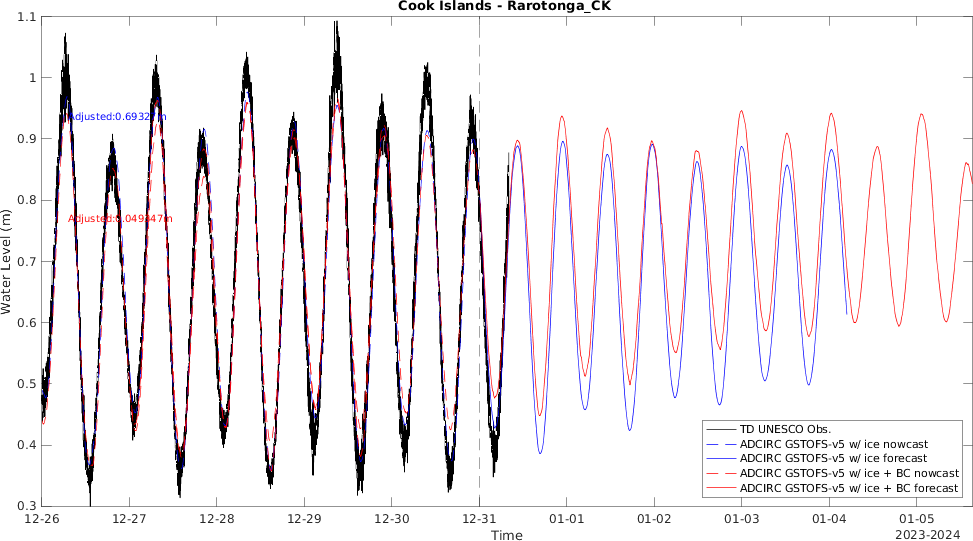 Cook Islands - Rarotonga_CK
1.1
1
0.9
0.8
0.7
0.6
0.5
0.4
0.3
Water Level (m)
Adjusted:0.6932 m
Adjusted:0.049847m
TD UNESCO Obs.
ADCIRC GSTOFS-v5 w/ ice nowcast
ADCIRC GSTOFS-v5 w/ ice forecast
ADCIRC GSTOFS-v5 w/ ice + BC nowcast
ADCIRC GSTOFS-v5 w/ ice + BC forecast
12-26 12-27 12-28 12-29 12-30 12-31 01-01 01-02 01-03 01-04 01-05
Time
2023-2024